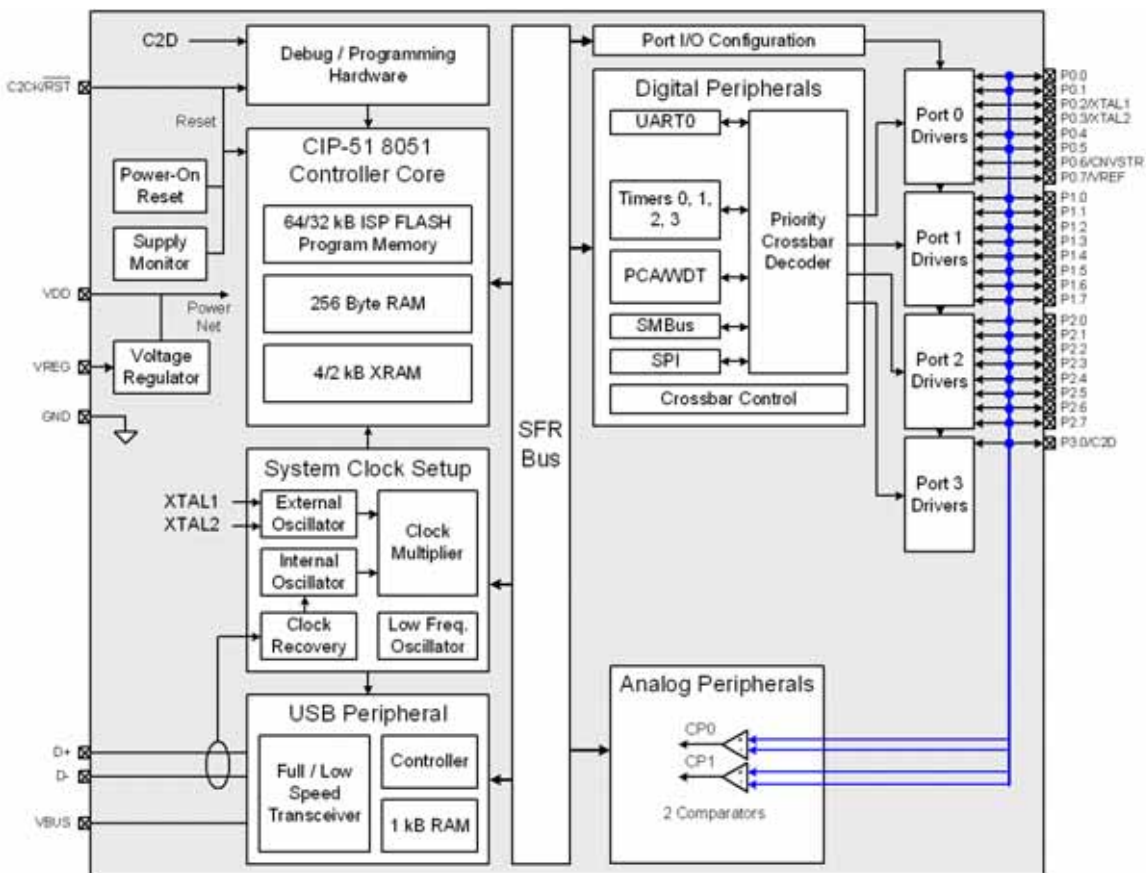 C2D
Debug / Programming
Hardware
C2CK/RST
Reset
Power-On
Reset
Supply
Monitor
VDD
Power
Net
VREG
Voltage
Regulator
GND
CIP-51 8051
Controller Core
64/32 kB ISP FLASH
Program Memory
256 Byte RAM
4/2 kB XRAM
System Clock Setup
XTAL1
XTAL2
External
Oscillator
Internal
Oscillator
Clock
Multiplier
Clock
Recovery
Low Freq.
Oscillator
USB Peripheral
D+
D-
VBUS
Full / Low
Speed
Transceiver
Controller
1 kB RAM
SFR
Bus
Port I/O Configuration
Digital Peripherals
UART0
Timers 0, 1,
2, 3
PCA/WDT
SMBus
SPI
Priority
Crossbar
Decoder
Crossbar Control
Port 0
Drivers
Port 1
Drivers
Port 2
Drivers
Port 3
Drivers
P0.0
P0.1
P0.2/XTAL1
P0.3/XTAL2
P0.4
P0.5
P0.6/CNVSTR
P0.7/VREF
P1.0
P1.1
P1.2
P1.3
P1.4
P1.5
P1.6
P1.7
P2.0
P2.1
P2.2
P2.3
P2.4
P2.5
P2.6
P2.7
P3.0/C2D
Analog Peripherals
CP0
CP1
2 Comparators